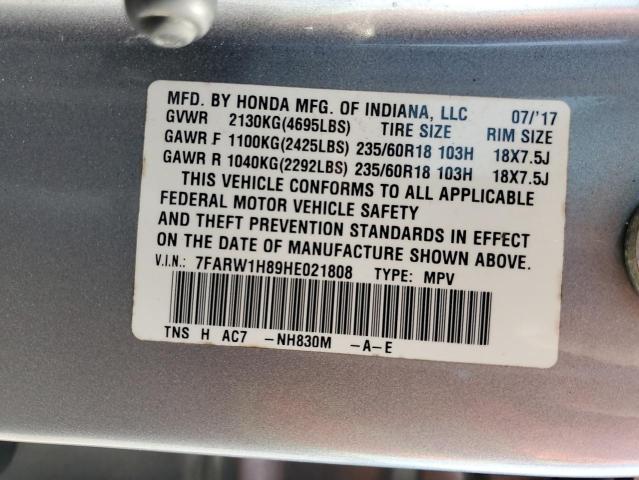 MFD. BY HONDA MFG. OF INDIANA, LLC 07/'17
GVWR 2130KG(4695LBS) TIRE SIZE RIM SIZE
GAWR F 1100KG(2425LBS) 235/60R18 103H 18X7.5J
GAWR R 1040KG(2292LBS) 235/60R18 103H 18X7.5J
THIS VEHICLE CONFORMS TO ALL APPLICABLE
FEDERAL MOTOR VEHICLE SAFETY
AND THEFT PREVENTION STANDARDS IN EFFECT
ON THE DATE OF MANUFACTURE SHOWN ABOVE.
V.I.N.: 7FARW1H89HE021808 TYPE: MPV
TNS H AC7 -NH830M -A-E